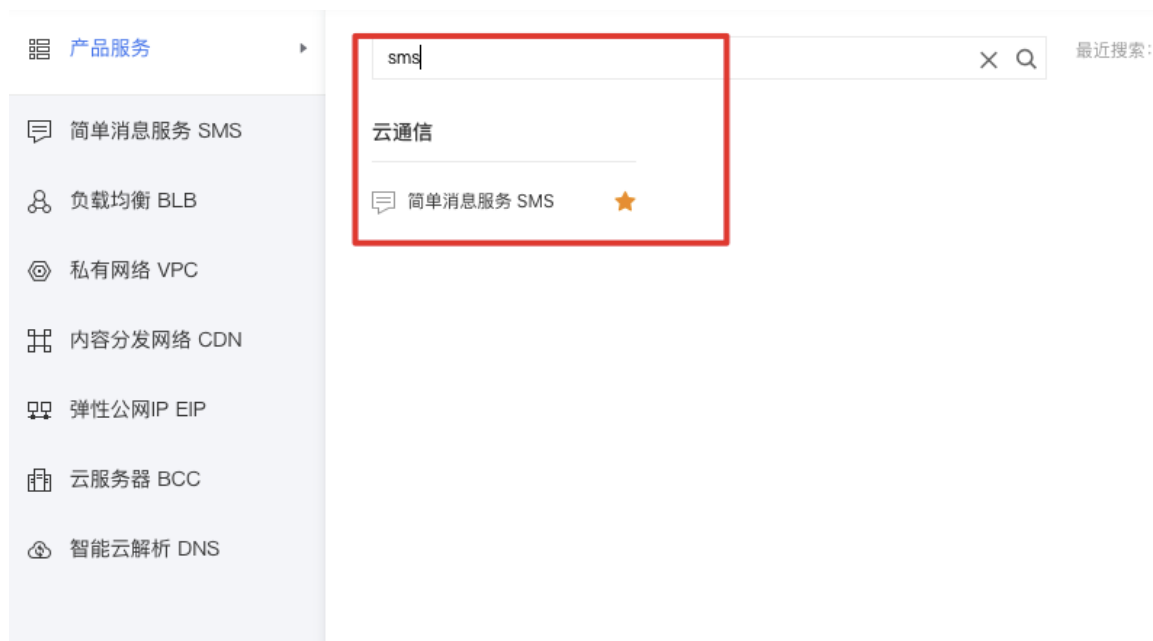 产品服务
sms
最近搜索:
简单消息服务 SMS
云通信
负载均衡 BLB
简单消息服务 SMS
私有网络 VPC
内容分发网络 CDN
弹性公网IP EIP
云服务器 BCC
智能云解析 DNS